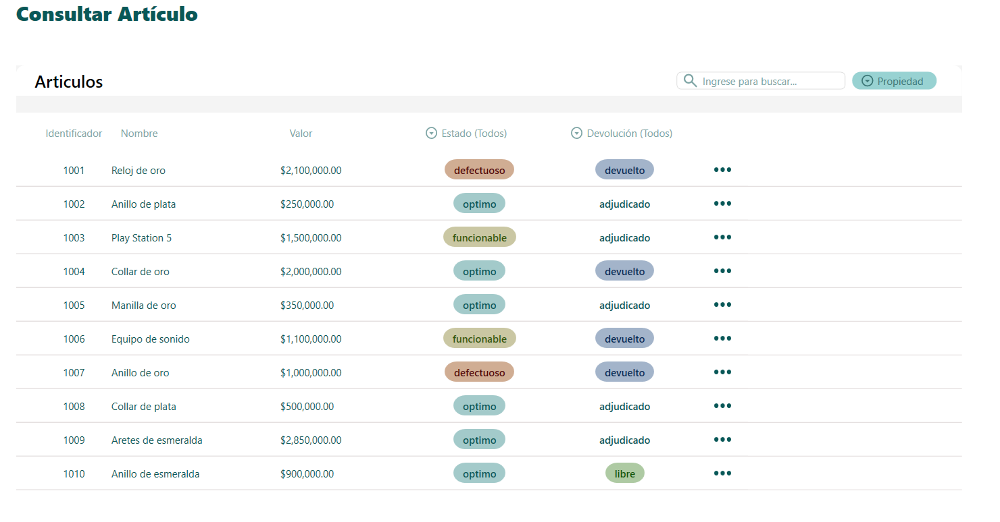 Consultar Artículo
Articulos Ingrese para buscar... Propiedad
Identificador Nombre Valor Estado (Todos) Devolución (Todos)
1001 Reloj de oro $2,100,000.00 defectuoso devuelto
1002 Anillo de plata $250,000.00 optimo adjudicado
1003 Play Station 5 $1,500,000.00 funcionable adjudicado
1004 Collar de oro $2,000,000.00 optimo devuelto
1005 Manilla de oro $350,000.00 optimo adjudicado
1006 Equipo de sonido $1,100,000.00 funcionable devuelto
1007 Anillo de oro $1,000,000.00 defectuoso devuelto
1008 Collar de plata $500,000.00 optimo adjudicado
1009 Aretes de esmeralda $2,850,000.00 optimo adjudicado
1010 Anillo de esmeralda $900,000.00 optimo libre